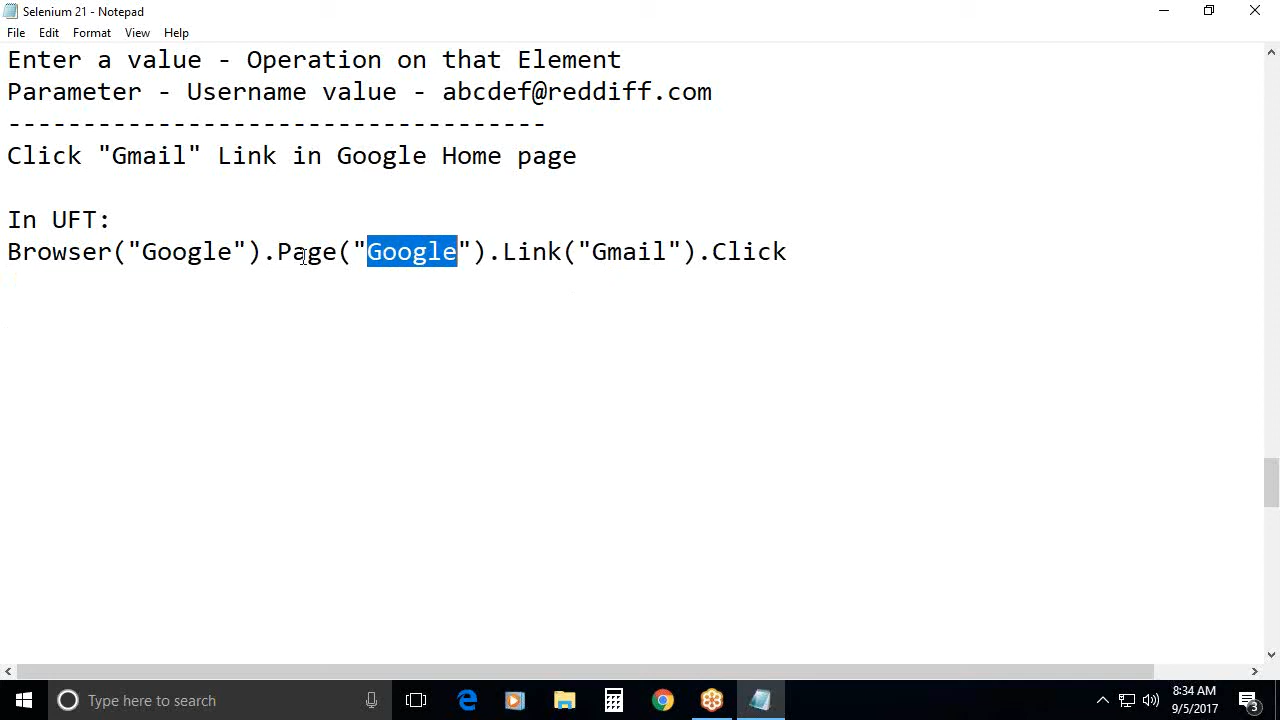 Selenium 21 - Notepad
File Edit Format View Help
Enter a value - Operation on that Element
Parameter - Username value - abcdef@reddiff.com
------------------------------------
Click "Gmail" Link in Google Home page
In UFT:
Browser("Google").Page("Google").Link("Gmail").Click
Type here to search
8:34 AM
9/5/2017
3